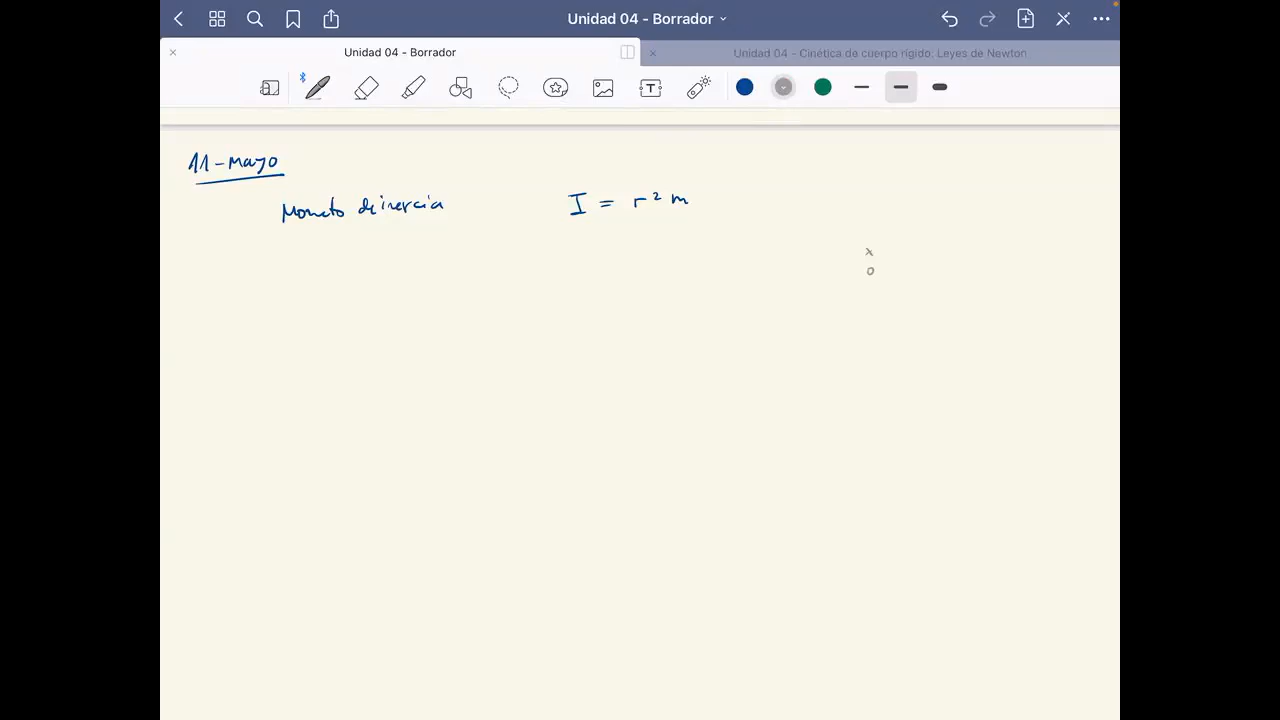 Unidad 04 - Borrador
Unidad 04 - Borrador
Unidad 04 - Cinética de cuerpo rígido: Leyes de Newton
T
11-Mayo
Momento de inercia I = r² m
x
o